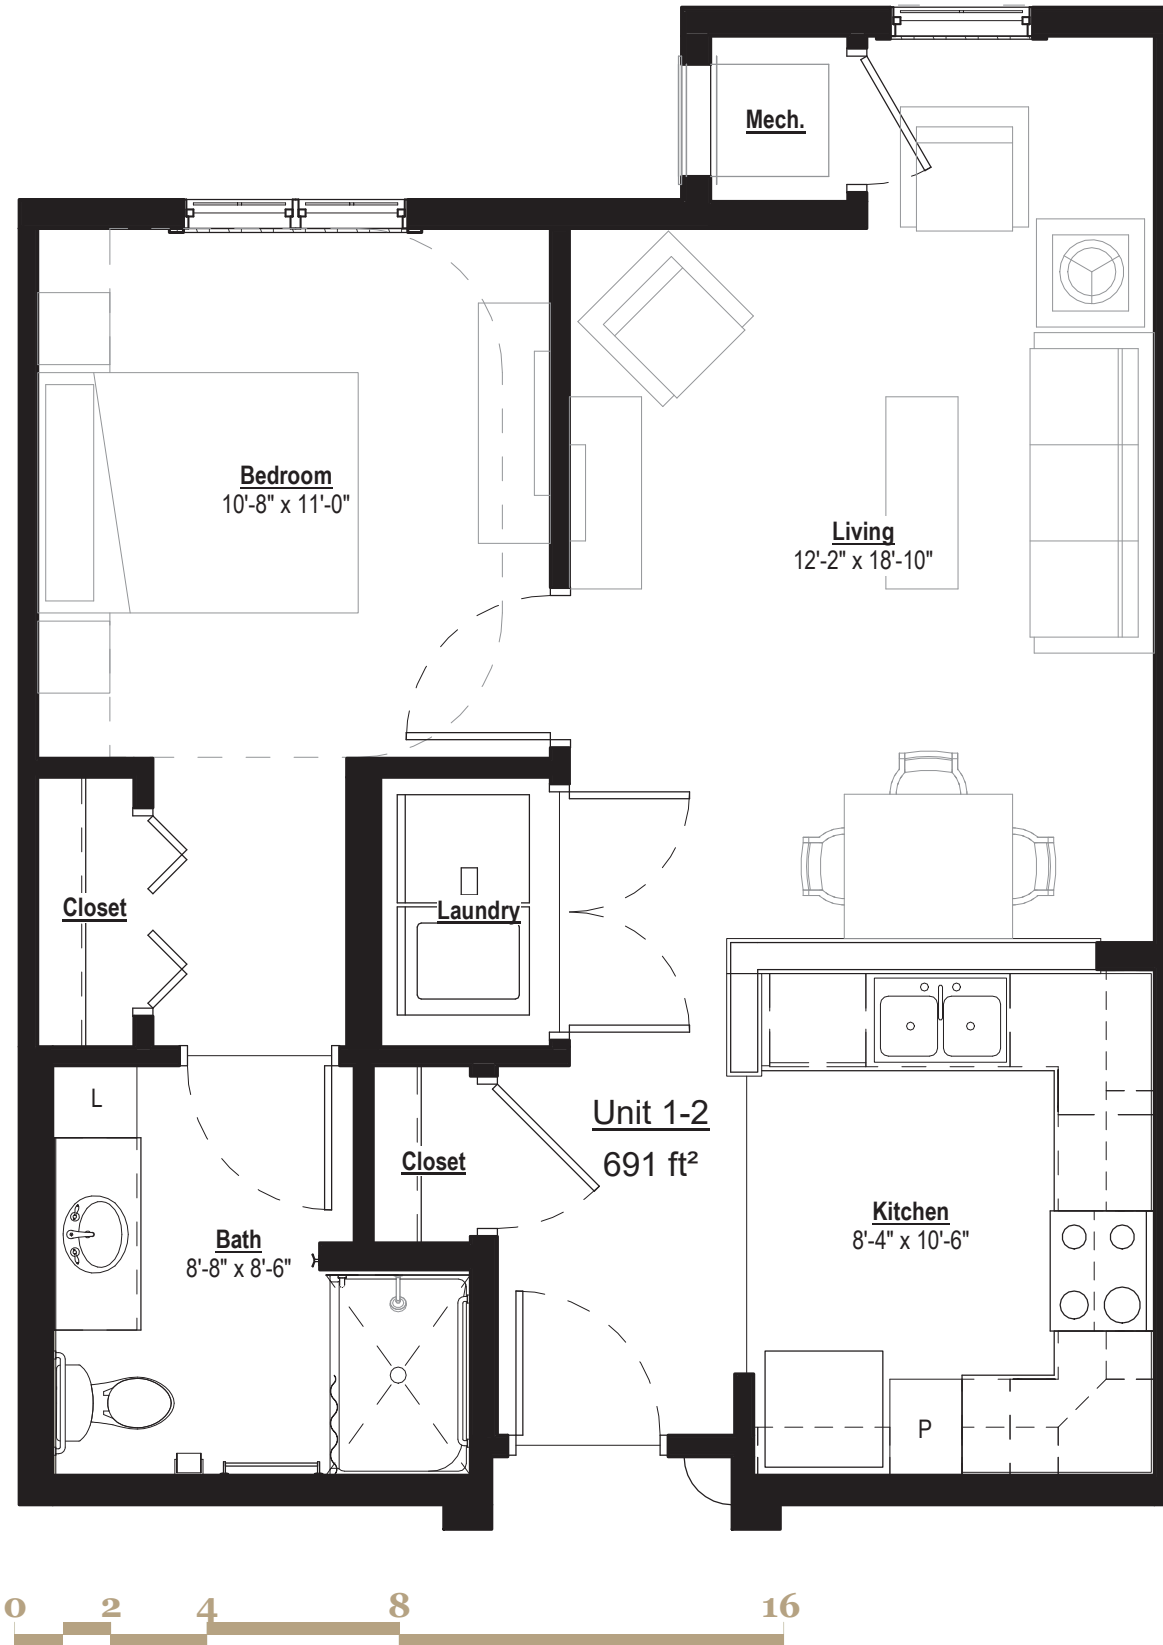 Mech.
Bedroom
10'-8" x 11'-0"
Living
12'-2" x 18'-10"
Closet
Laundry
L
Unit 1-2
691 ft²
Closet
Kitchen
8'-4" x 10'-6"
Bath
8'-8" x 8'-6"
P
0 2 4 8 16